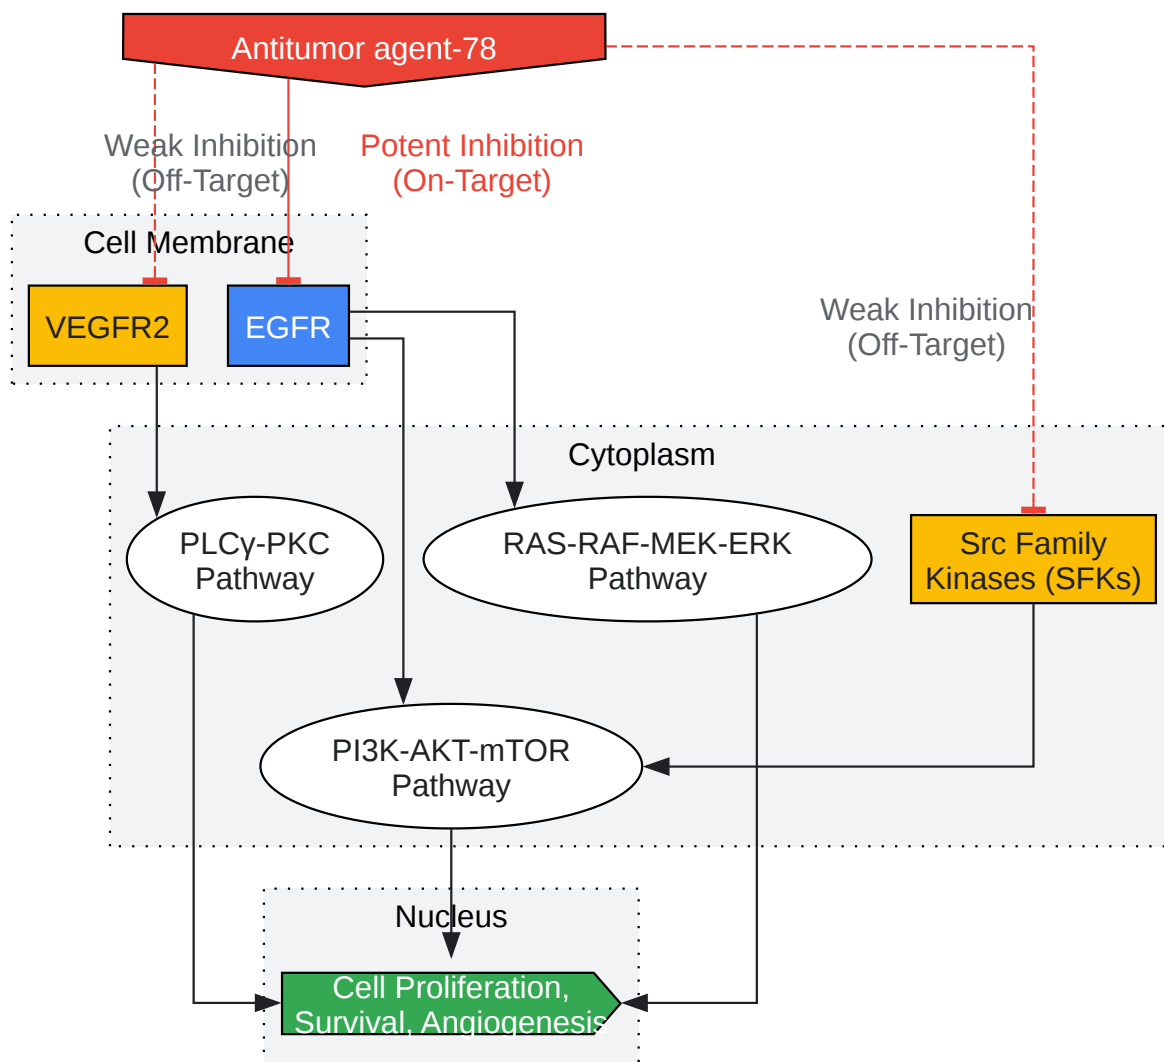 Antitumor agent-78
Weak Inhibition
(Off-Target)
Potent Inhibition
(On-Target)
Cell Membrane
VEGFR2
EGFR
Weak Inhibition
(Off-Target)
Cytoplasm
PLCγ-PKC
Pathway
RAS-RAF-MEK-ERK
Pathway
Src Family
Kinases (SFKs)
PI3K-AKT-mTOR
Pathway
Nucleus
Cell Proliferation,
Survival, Angiogenesis